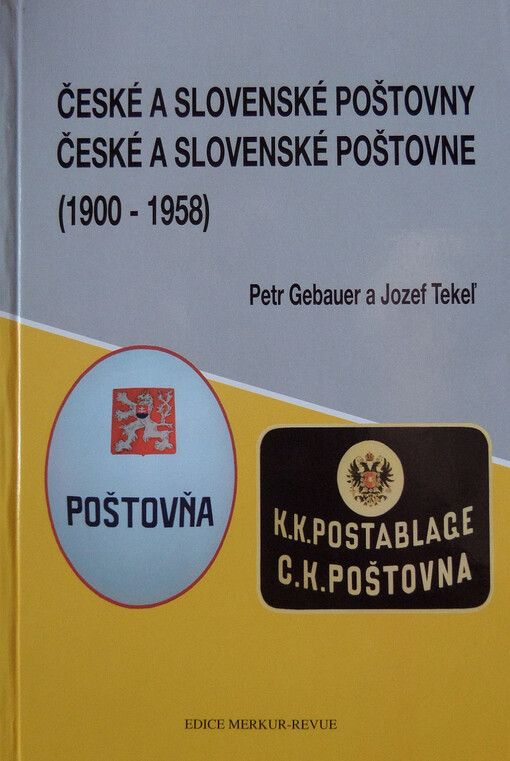 ČESKÉ A SLOVENSKÉ POŠTOVNY
ČESKÉ A SLOVENSKÉ POŠTOVNE
(1900 - 1958)
Petr Gebauer a Jozef Tekeľ
POŠTOVŇA
K.K.POSTABLAGE
C.K.POŠTOVNA
EDICE MERKUR-REVUE